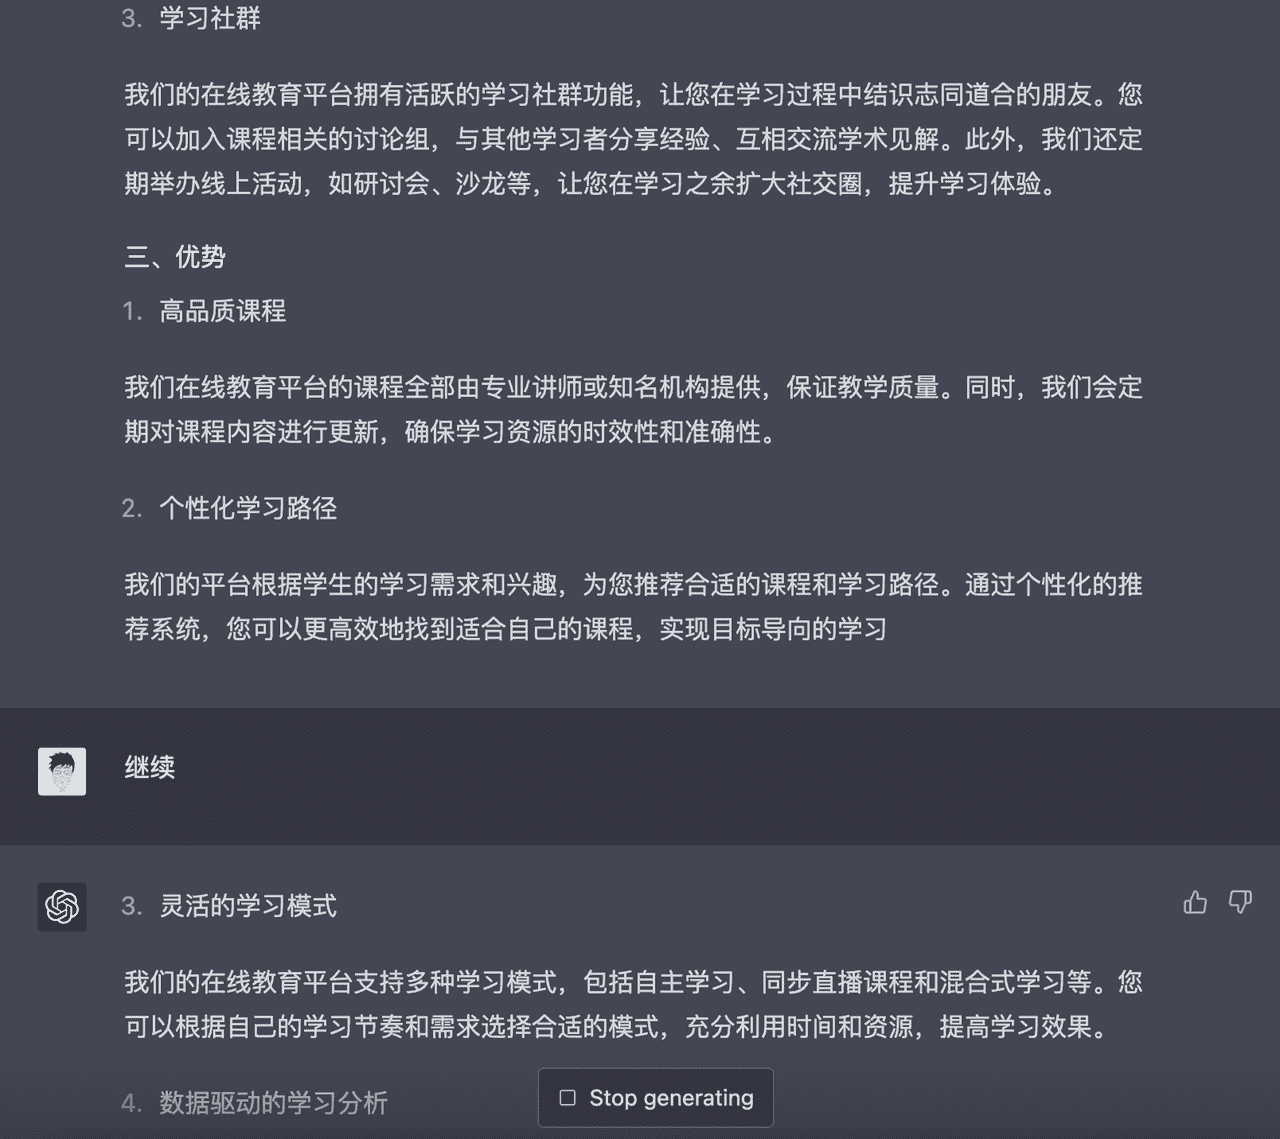 3. 学习社群
我们的在线教育平台拥有活跃的学习社群功能，让您在学习过程中结识志同道合的朋友。您
可以加入课程相关的讨论组，与其他学习者分享经验、互相交流学术见解。此外，我们还定
期举办线上活动，如研讨会、沙龙等，让您在学习之余扩大社交圈，提升学习体验。
三、优势
1. 高品质课程
我们在线教育平台的课程全部由专业讲师或知名机构提供，保证教学质量。同时，我们会定
期对课程内容进行更新，确保学习资源的时效性和准确性。
2. 个性化学习路径
我们的平台根据学生的学习需求和兴趣，为您推荐合适的课程和学习路径。通过个性化的推
荐系统，您可以更高效地找到适合自己的课程，实现目标导向的学习
继续
3. 灵活的学习模式
我们的在线教育平台支持多种学习模式，包括自主学习、同步直播课程和混合式学习等。您
可以根据自己的学习节奏和需求选择合适的模式，充分利用时间和资源，提高学习效果。
4. 数据驱动的学习分析
Stop generating